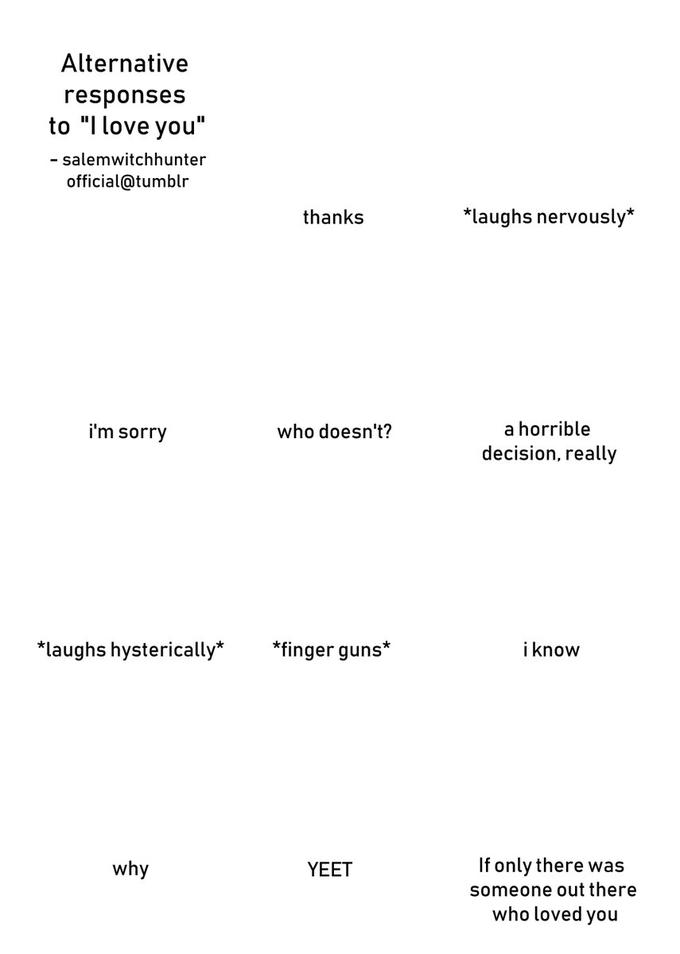 Alternative
responses
to "I love you"
- salemwitchhunter
official@tumblr
thanks
*laughs nervously*
i'm sorry
who doesn't?
a horrible
decision, really
*laughs hysterically*
*finger guns*
i know
why
YEET
If only there was
someone out there
who loved you